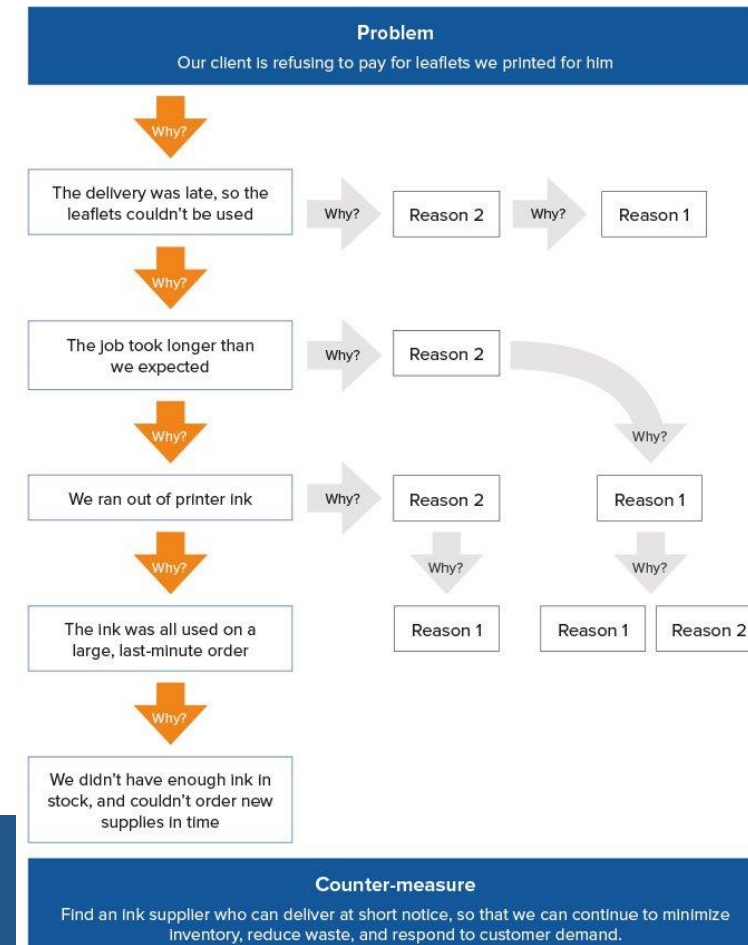 Problem
Our client is refusing to pay for leaflets we printed for him
Why?
The delivery was late, so the
leaflets couldn't be used
Why?
Reason 2
Why?
Reason 1
Why?
The job took longer than
we expected
Why?
Reason 2
Why?
Why?
We ran out of printer ink
Why?
Reason 2
Reason 1
Why?
Why?
Why?
The ink was all used on a
large, last-minute order
Reason 1
Reason 1
Reason 2
Why?
We didn't have enough ink in
stock, and couldn't order new
supplies in time
Counter-measure
Find an ink supplier who can deliver at short notice, so that we can continue to minimize
inventory, reduce waste, and respond to customer demand.